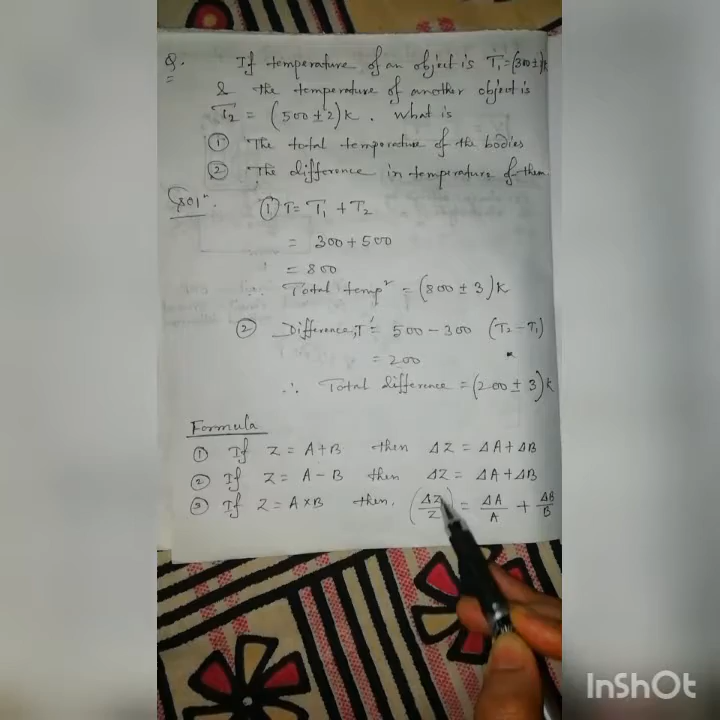 Q. If temperature of an object is T₁ = (300 ± 1)K
& the temperature of another object is
T₂ = (500 ± 2) K. What is
① The total temperature of the bodies
② The difference in temperature of them
Solⁿ. ① T = T₁ + T₂
= 300 + 500
= 800
∴ Total tempʳ = (800 ± 3) K
② Difference, T' = 500 - 300 (T₂ - T₁)
= 200
∴ Total difference = (200 ± 3) K
Formula
① If Z = A + B then ΔZ = ΔA + ΔB
② If Z = A - B then ΔZ = ΔA + ΔB
③ If Z = A × B then, (ΔZ/Z) = ΔA/A + ΔB/B
InShOt